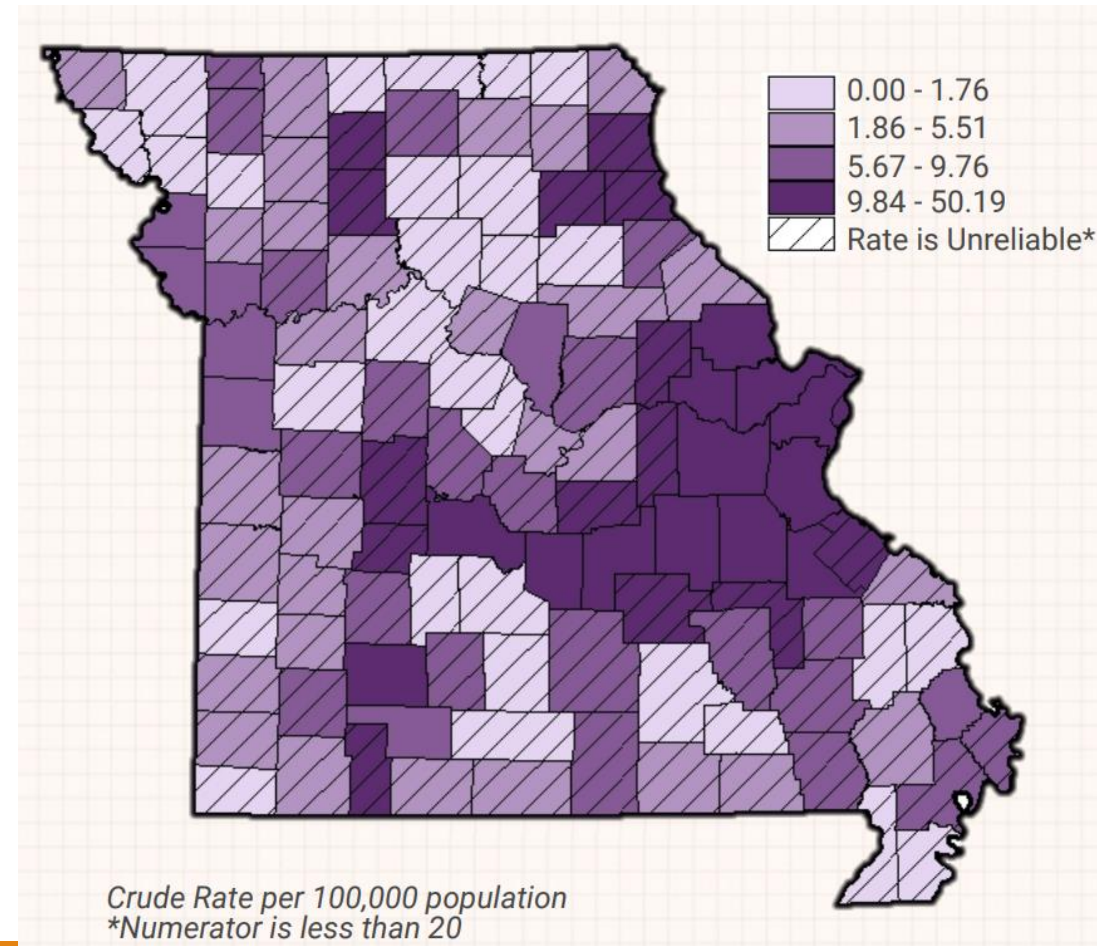 0.00 - 1.76
1.86 - 5.51
5.67 - 9.76
9.84 - 50.19
Rate is Unreliable*
Crude Rate per 100,000 population
*Numerator is less than 20